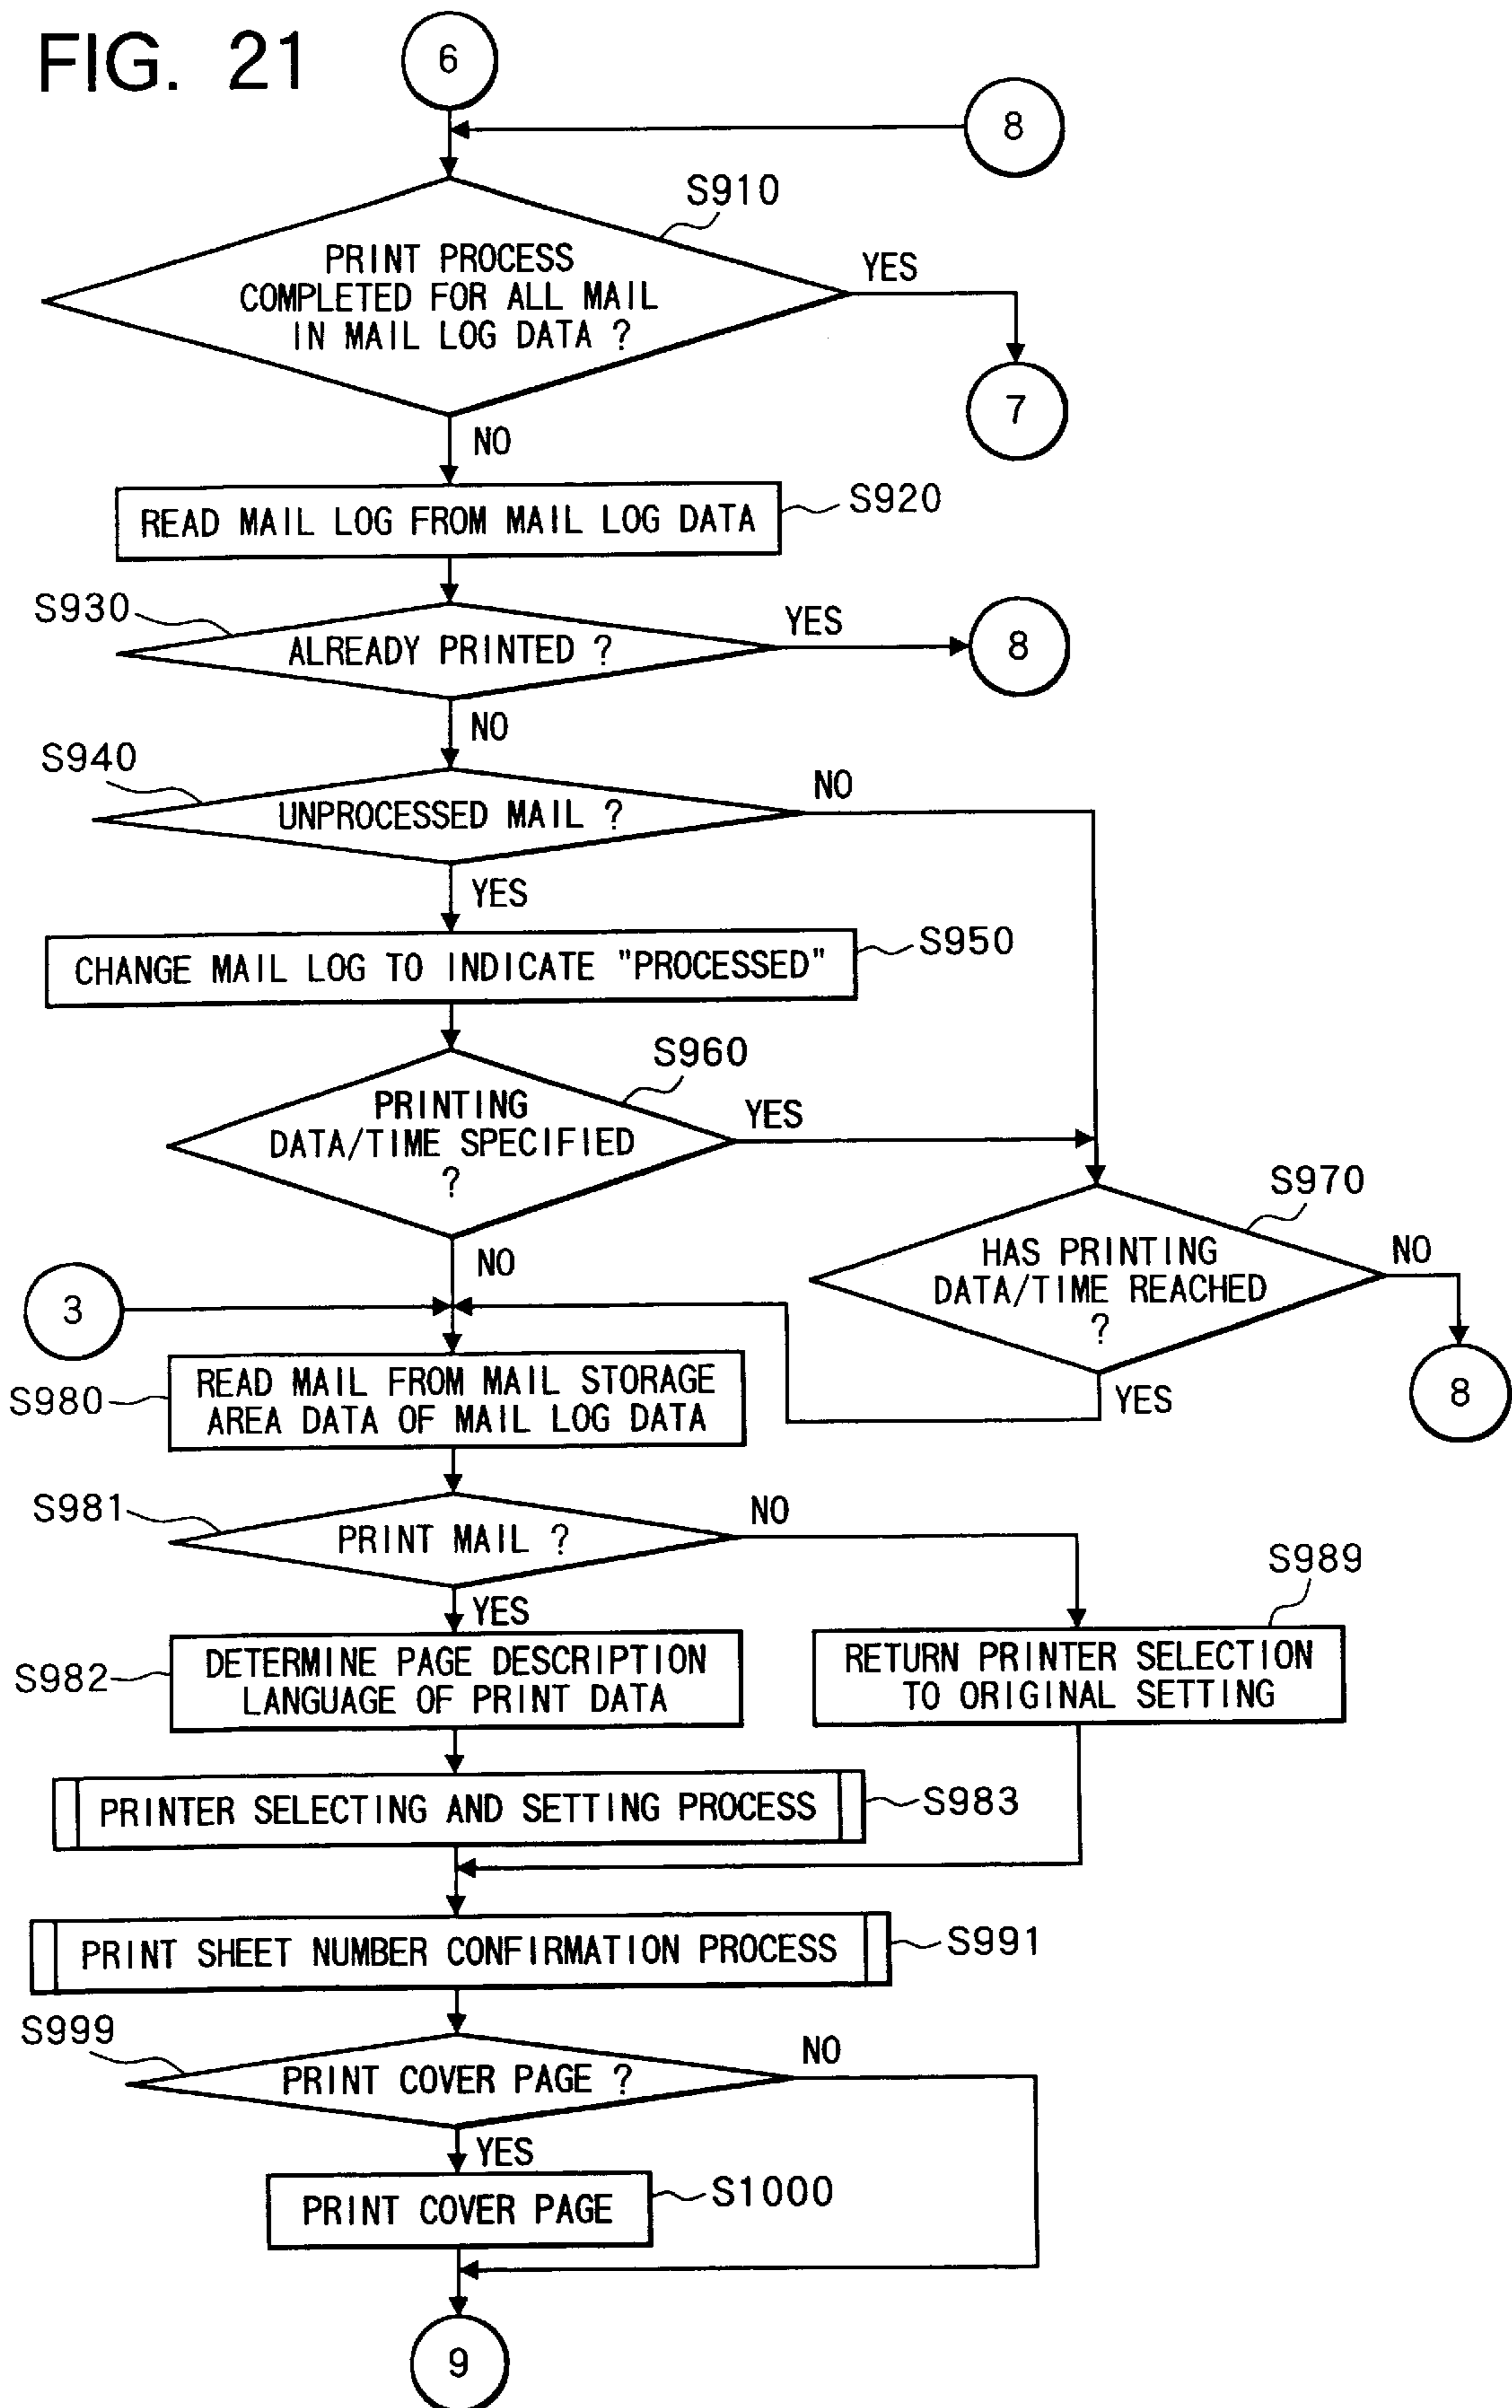 FIG. 21
6
8
S910
PRINT PROCESS
COMPLETED FOR ALL MAIL
IN MAIL LOG DATA ?
YES
7
NO
READ MAIL LOG FROM MAIL LOG DATA
S920
S930
ALREADY PRINTED ?
YES
8
NO
S940
UNPROCESSED MAIL ?
NO
YES
CHANGE MAIL LOG TO INDICATE "PROCESSED"
S950
S960
PRINTING
DATA/TIME SPECIFIED
?
YES
NO
S970
HAS PRINTING
DATA/TIME REACHED
?
NO
8
YES
3
S980
READ MAIL FROM MAIL STORAGE
AREA DATA OF MAIL LOG DATA
S981
PRINT MAIL ?
NO
YES
S989
RETURN PRINTER SELECTION
TO ORIGINAL SETTING
S982
DETERMINE PAGE DESCRIPTION
LANGUAGE OF PRINT DATA
PRINTER SELECTING AND SETTING PROCESS
S983
PRINT SHEET NUMBER CONFIRMATION PROCESS
S991
S999
PRINT COVER PAGE ?
NO
YES
PRINT COVER PAGE
S1000
9